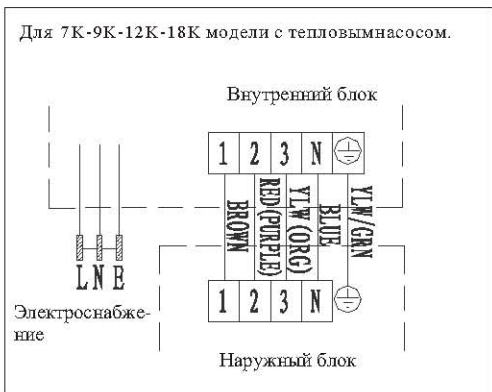 Для 7K-9K-12K-18K модели с тепловымнасосом.
Внутренний блок
1 2 3 N
BROWN
RED(PURPLE)
YLW(ORG)
BLUE
YLW/GRN
L N E
Электроснабже-
ние
1 2 3 N
Наружный блок